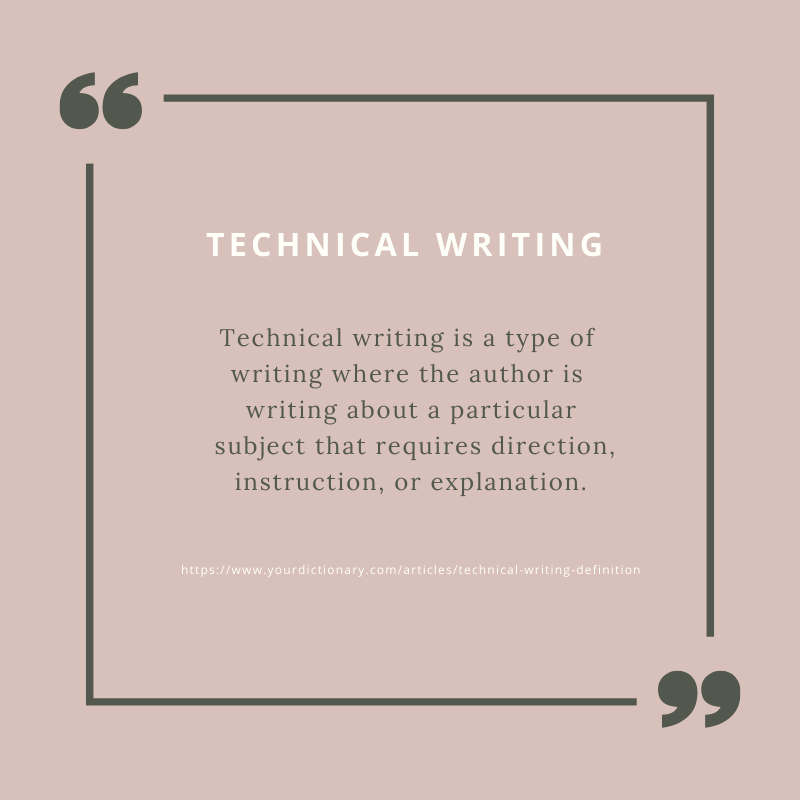 TECHNICAL WRITING
Technical writing is a type of
writing where the author is
writing about a particular
subject that requires direction,
instruction, or explanation.
https://www.yourdictionary.com/articles/technical-writing-definition